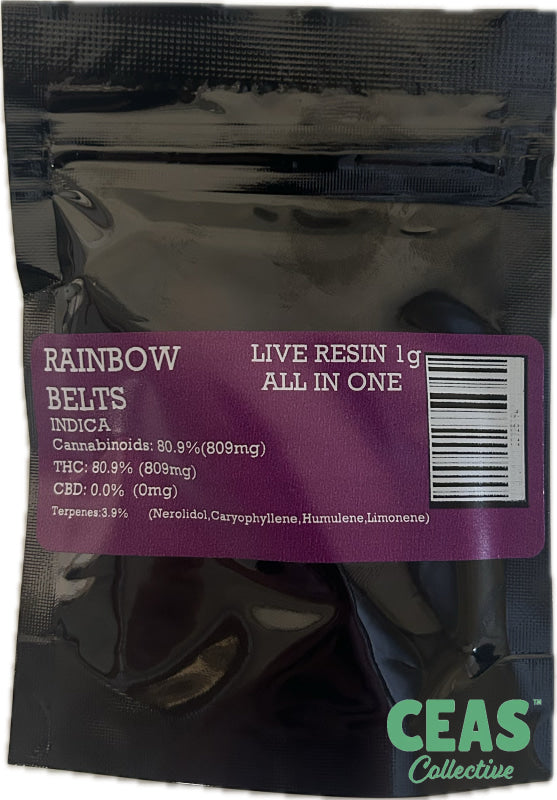 RAINBOW
BELTS
INDICA
Cannabinoids: 80.9%(809mg)
THC: 80.9% (809mg)
CBD: 0.0% (0mg)
Terpenes:3.9% (Nerolidol,Caryophyllene,Humulene,Limonene)
LIVE RESIN 1g
ALL IN ONE
CEAS™
Collective